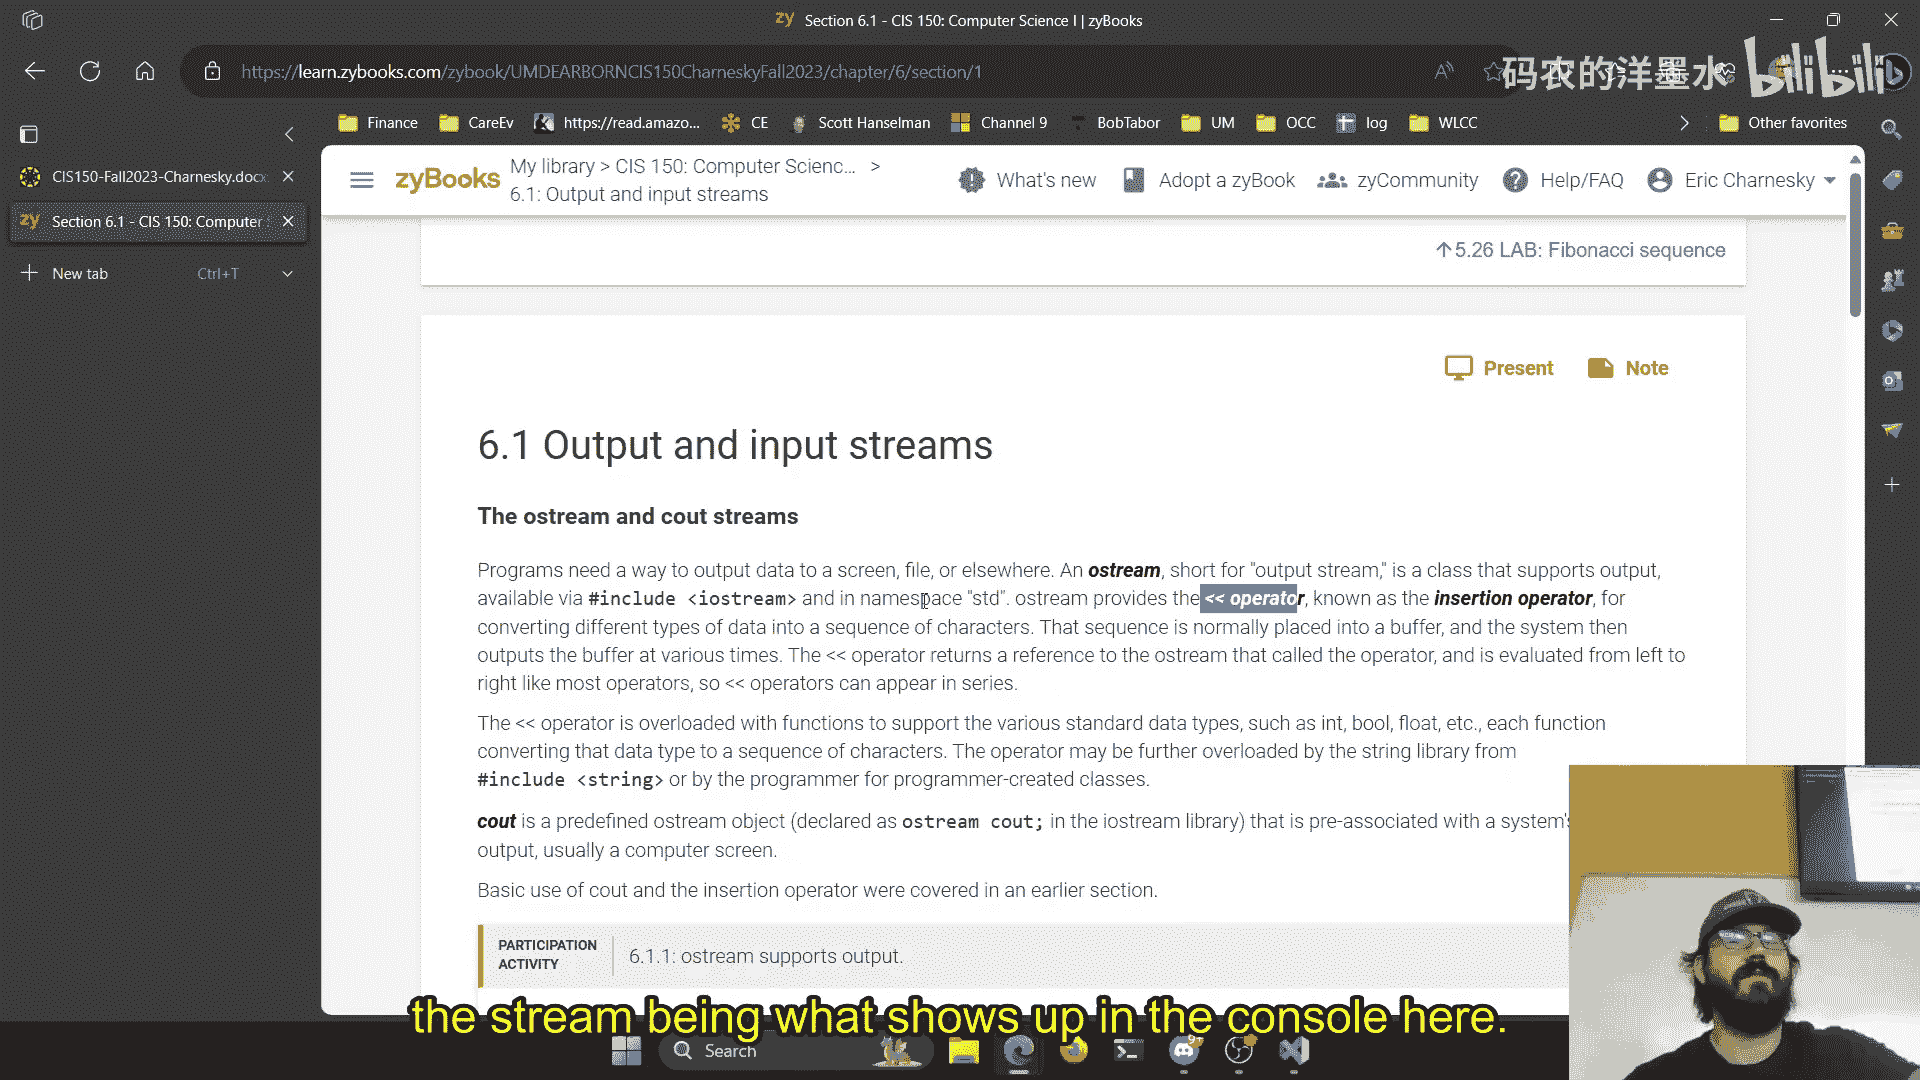 zy Section 6.1 - CIS 150: Computer Science I | zyBooks
https://learn.zybooks.com/zybook/UMDEARBORNCIS150CharneskyFall2023/chapter/6/section/1
码农的洋墨水 bilibili
Finance CareEv https://read.amazo... CE Scott Hanselman Channel 9 BobTabor UM OCC log WLCC Other favorites
CIS150-Fall2023-Charnesky.docx
zy Section 6.1 - CIS 150: Computer
New tab Ctrl+T
zyBooks
My library > CIS 150: Computer Scienc... >
6.1: Output and input streams
What's new Adopt a zyBook zyCommunity Help/FAQ Eric Charnesky
↑5.26 LAB: Fibonacci sequence
Present Note
6.1 Output and input streams
The ostream and cout streams
Programs need a way to output data to a screen, file, or elsewhere. An ostream, short for "output stream," is a class that supports output,
available via #include <iostream> and in namespace "std". ostream provides the << operator, known as the insertion operator, for
converting different types of data into a sequence of characters. That sequence is normally placed into a buffer, and the system then
outputs the buffer at various times. The << operator returns a reference to the ostream that called the operator, and is evaluated from left to
right like most operators, so << operators can appear in series.
The << operator is overloaded with functions to support the various standard data types, such as int, bool, float, etc., each function
converting that data type to a sequence of characters. The operator may be further overloaded by the string library from
#include <string> or by the programmer for programmer-created classes.
cout is a predefined ostream object (declared as ostream cout; in the iostream library) that is pre-associated with a system's
output, usually a computer screen.
Basic use of cout and the insertion operator were covered in an earlier section.
PARTICIPATION
ACTIVITY
6.1.1: ostream supports output.
the stream being what shows up in the console here.
Search
9+